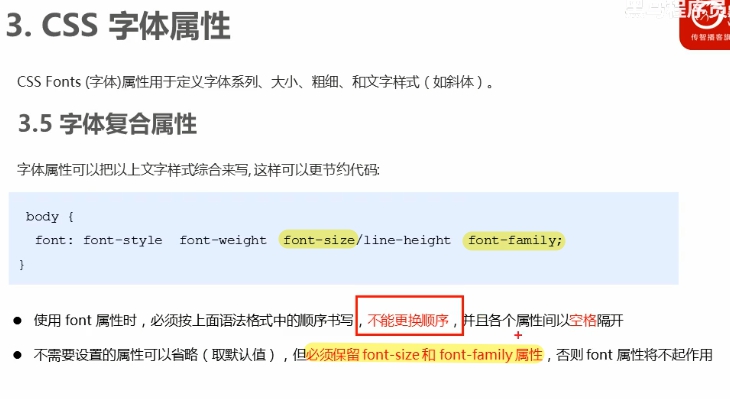 3. CSS 字体属性
程序员
传智播客旗
CSS Fonts (字体)属性用于定义字体系列、大小、粗细、和文字样式（如斜体）。
3.5 字体复合属性
字体属性可以把以上文字样式综合来写, 这样可以更节约代码:
body {
font: font-style font-weight font-size/line-height font-family;
}
● 使用 font 属性时，必须按上面语法格式中的顺序书写，不能更换顺序，并且各个属性间以空格隔开
● 不需要设置的属性可以省略（取默认值），但必须保留 font-size 和 font-family 属性，否则 font 属性将不起作用